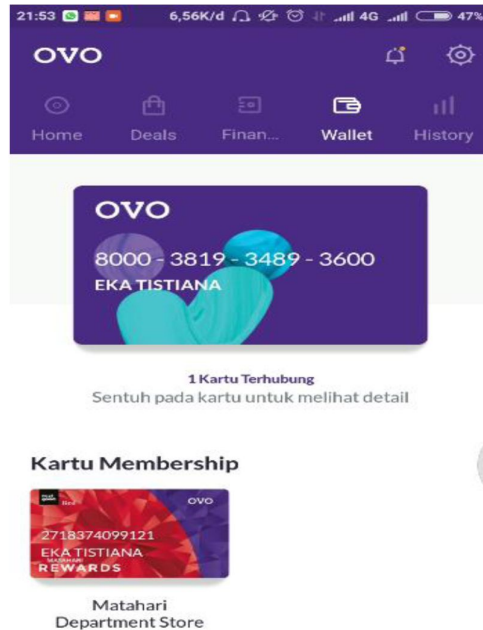 21:53 6,56K/d 4G 47%
OVO
Home Deals Finan... Wallet History
OVO
8000 - 3819 - 3489 - 3600
EKA TISTIANA
1 Kartu Terhubung
Sentuh pada kartu untuk melihat detail
Kartu Membership
OVO
2718374099121
EKA TISTIANA
MATAHARI
REWARDS
Matahari
Department Store